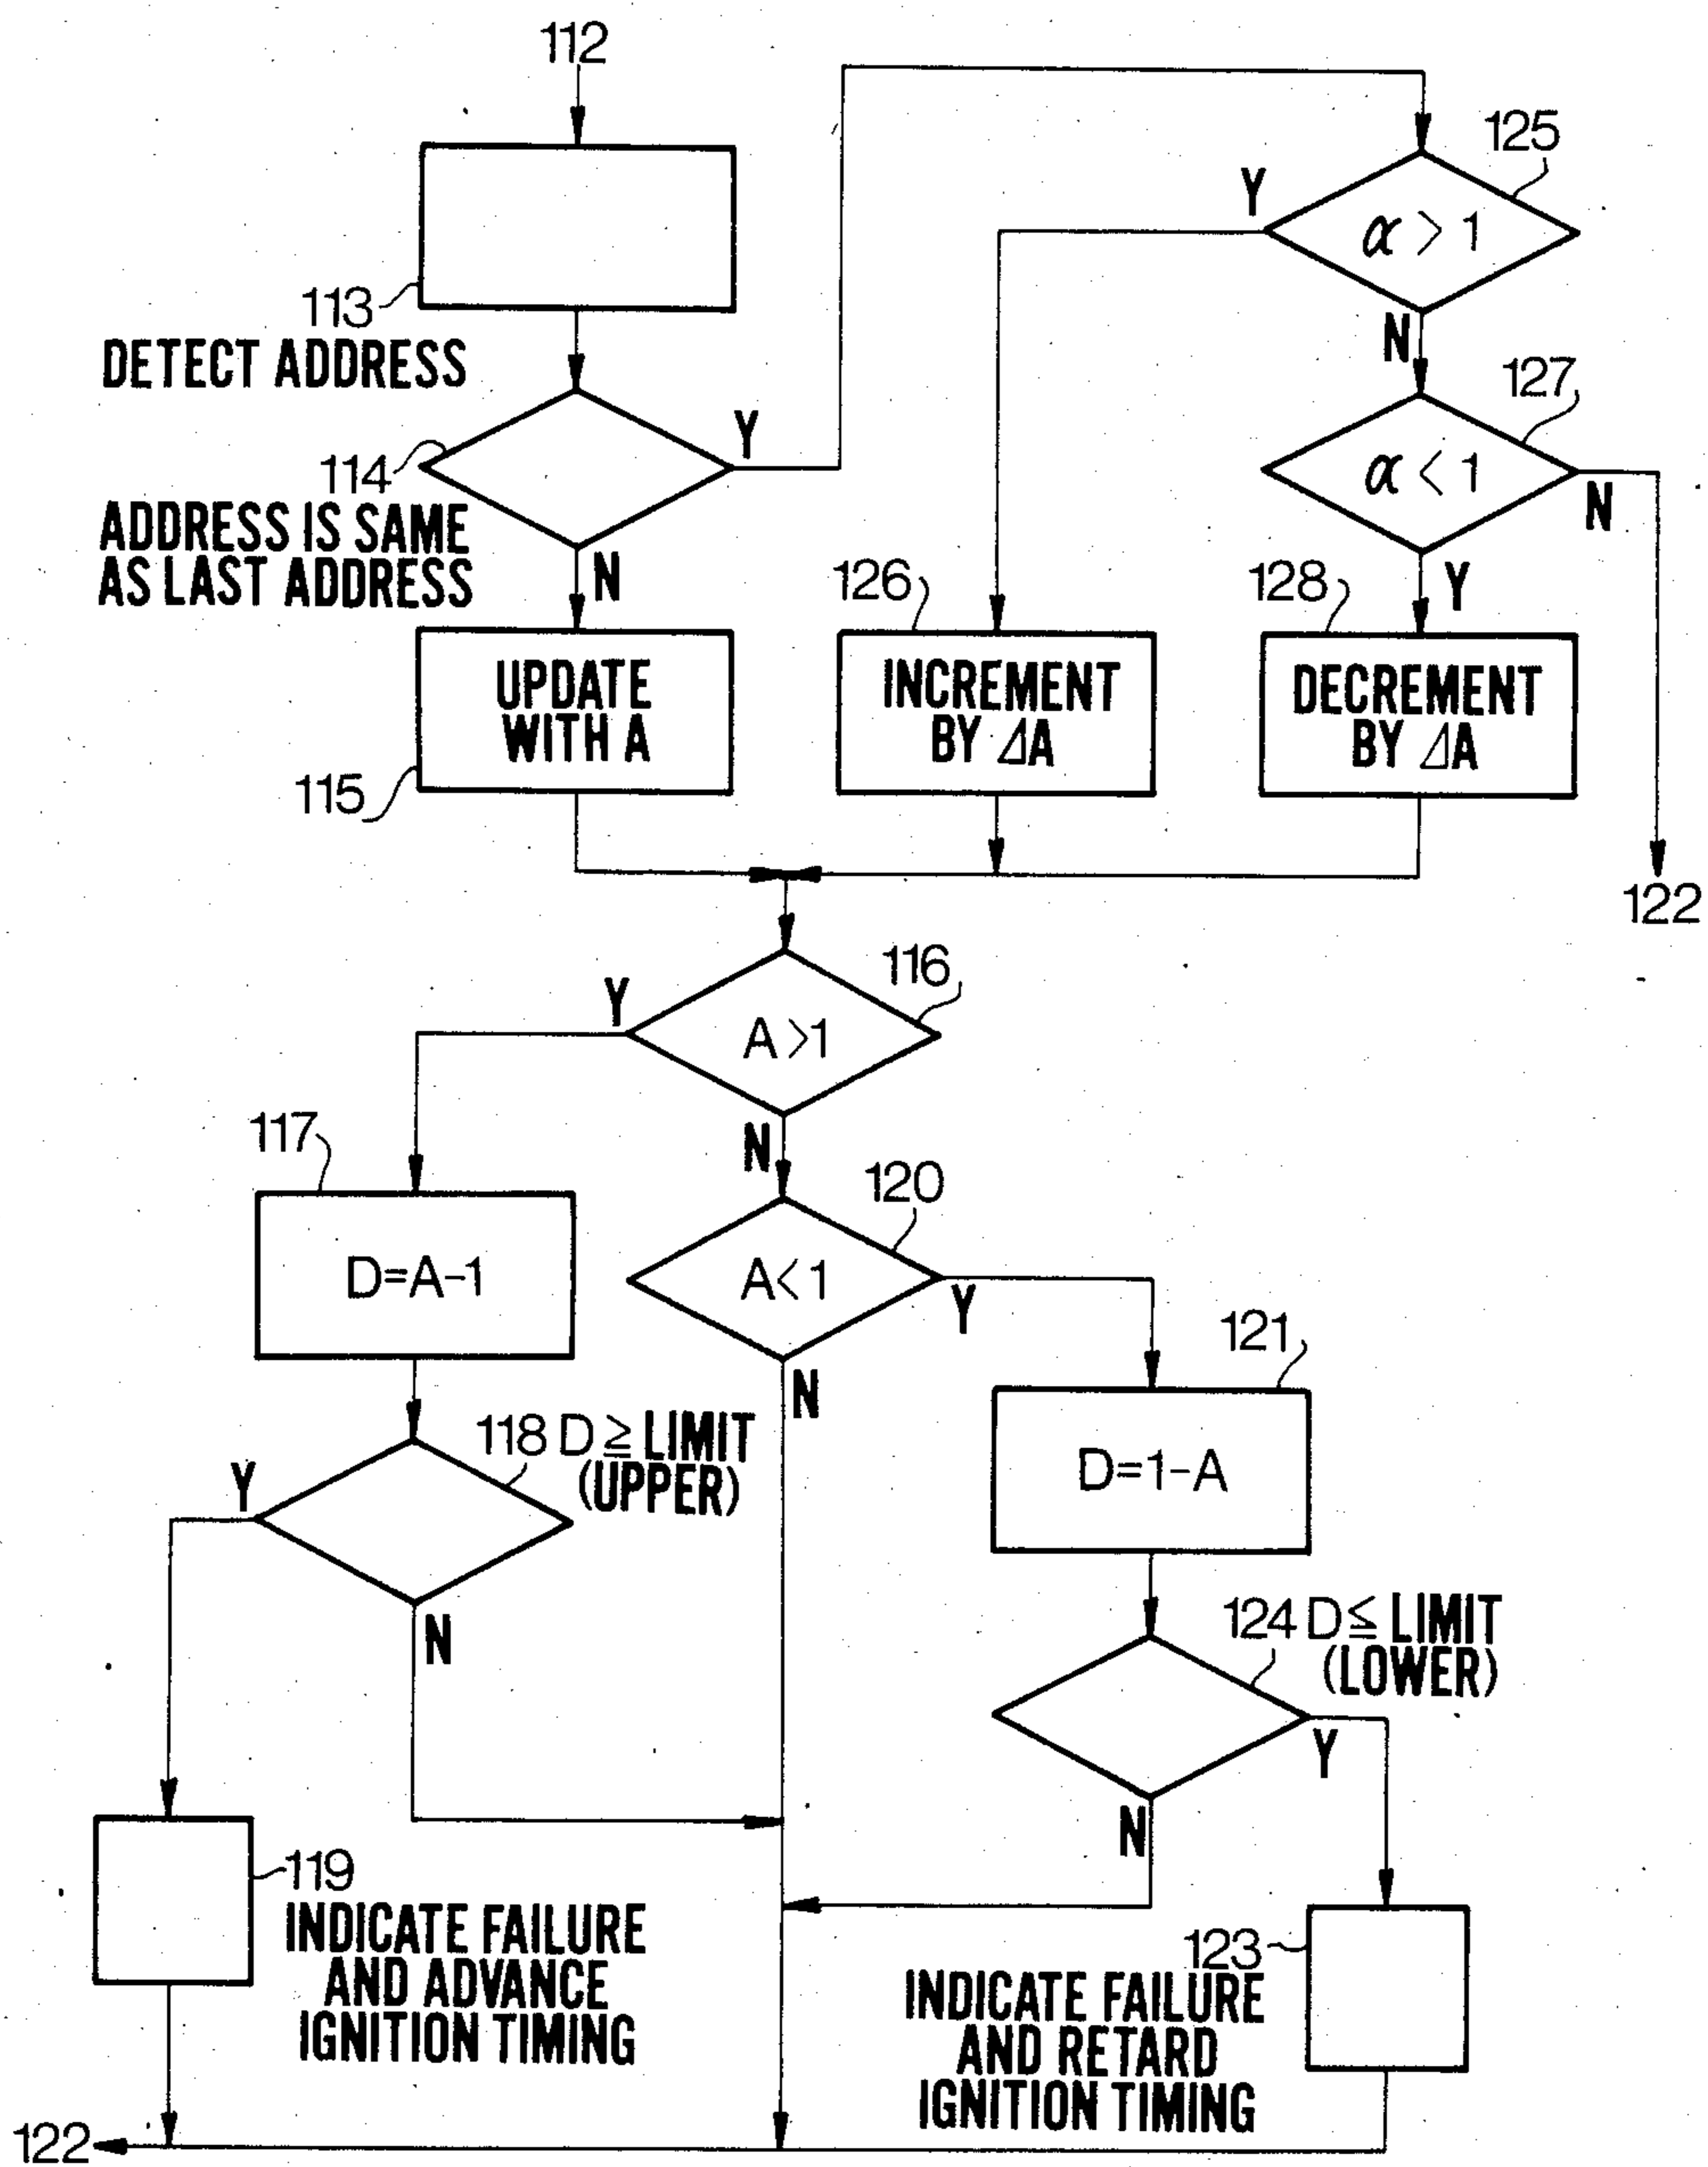 112
125
Y
α > 1
113
N
DETECT ADDRESS
127
Y
α < 1
114
N
ADDRESS IS SAME
AS LAST ADDRESS
N
126
128
Y
UPDATE
WITH A
INCREMENT
BY ΔA
DECREMENT
BY ΔA
115
122
116
Y
A>1
117
N
120
D=A-1
A<1
Y
121
N
118 D ≧ LIMIT
(UPPER)
Y
D=1-A
N
124 D ≦ LIMIT
(LOWER)
Y
N
119
INDICATE FAILURE
AND ADVANCE
IGNITION TIMING
123
INDICATE FAILURE
AND RETARD
IGNITION TIMING
122